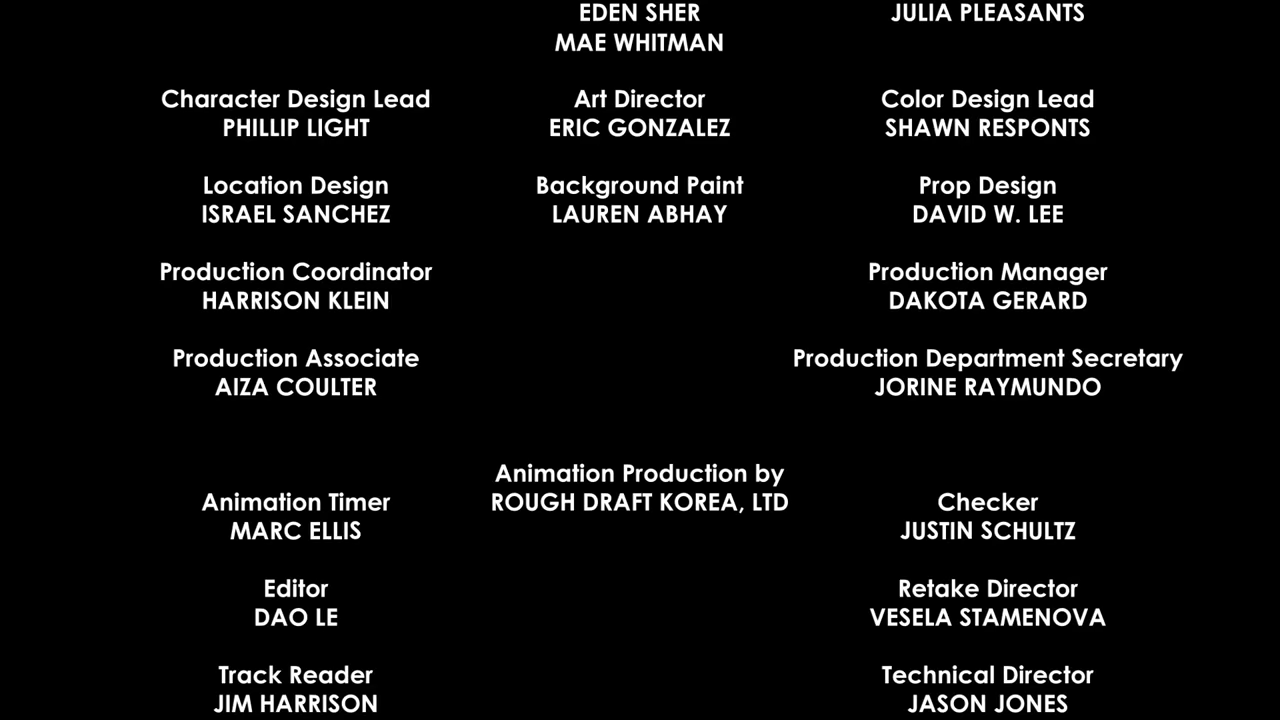 EDEN SHER
MAE WHITMAN
JULIA PLEASANTS
Character Design Lead
PHILLIP LIGHT
Art Director
ERIC GONZALEZ
Color Design Lead
SHAWN RESPONTS
Location Design
ISRAEL SANCHEZ
Background Paint
LAUREN ABHAY
Prop Design
DAVID W. LEE
Production Coordinator
HARRISON KLEIN
Production Manager
DAKOTA GERARD
Production Associate
AIZA COULTER
Production Department Secretary
JORINE RAYMUNDO
Animation Production by
ROUGH DRAFT KOREA, LTD
Animation Timer
MARC ELLIS
Checker
JUSTIN SCHULTZ
Editor
DAO LE
Retake Director
VESELA STAMENOVA
Track Reader
JIM HARRISON
Technical Director
JASON JONES